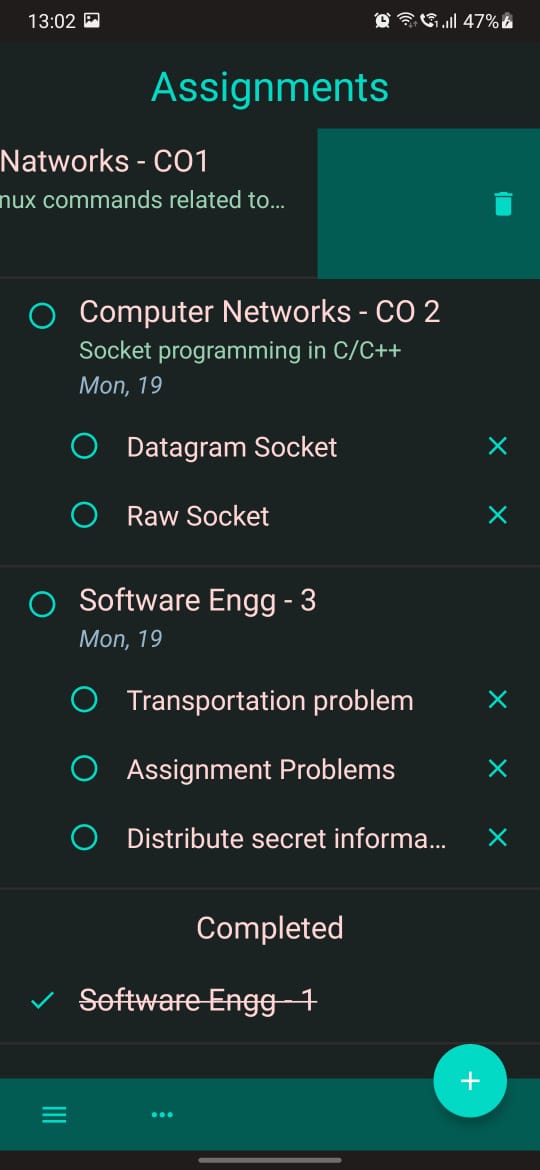 13:02 47%
Assignments
Natworks - CO1
nux commands related to...
Computer Networks - CO 2
Socket programming in C/C++
Mon, 19
Datagram Socket
Raw Socket
Software Engg - 3
Mon, 19
Transportation problem
Assignment Problems
Distribute secret informa...
Completed
Software Engg - 1